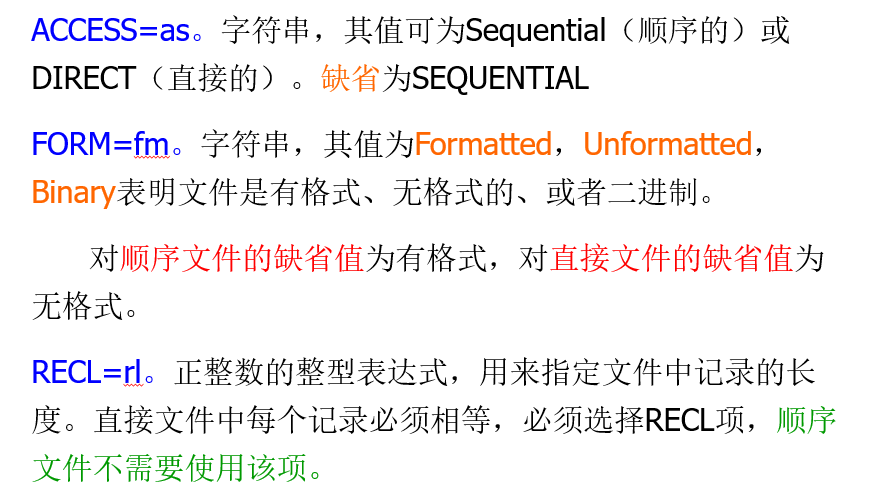 ACCESS=as。字符串，其值可为Sequential（顺序的）或
DIRECT（直接的）。缺省为SEQUENTIAL
FORM=fm。字符串，其值为Formatted，Unformatted，
Binary表明文件是有格式、无格式的、或者二进制。
对顺序文件的缺省值为有格式，对直接文件的缺省值为
无格式。
RECL=rl。正整数的整型表达式，用来指定文件中记录的长
度。直接文件中每个记录必须相等，必须选择RECL项，顺序
文件不需要使用该项。